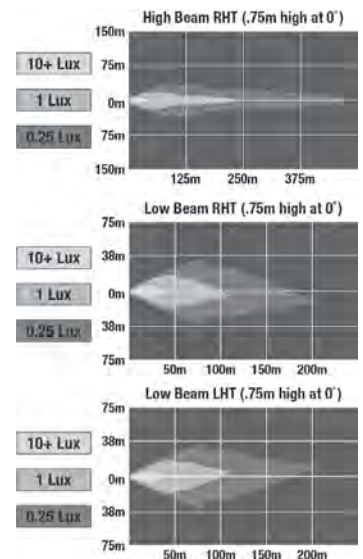 High Beam RHT (.75m high at 0°)
150m
75m
0m
75m
150m
10+ Lux
1 Lux
0.25 Lux
125m 250m 375m
Low Beam RHT (.75m high at 0°)
75m
38m
0m
38m
75m
10+ Lux
1 Lux
0.25 Lux
50m 100m 150m 200m
Low Beam LHT (.75m high at 0°)
75m
38m
0m
38m
75m
10+ Lux
1 Lux
0.25 Lux
50m 100m 150m 200m